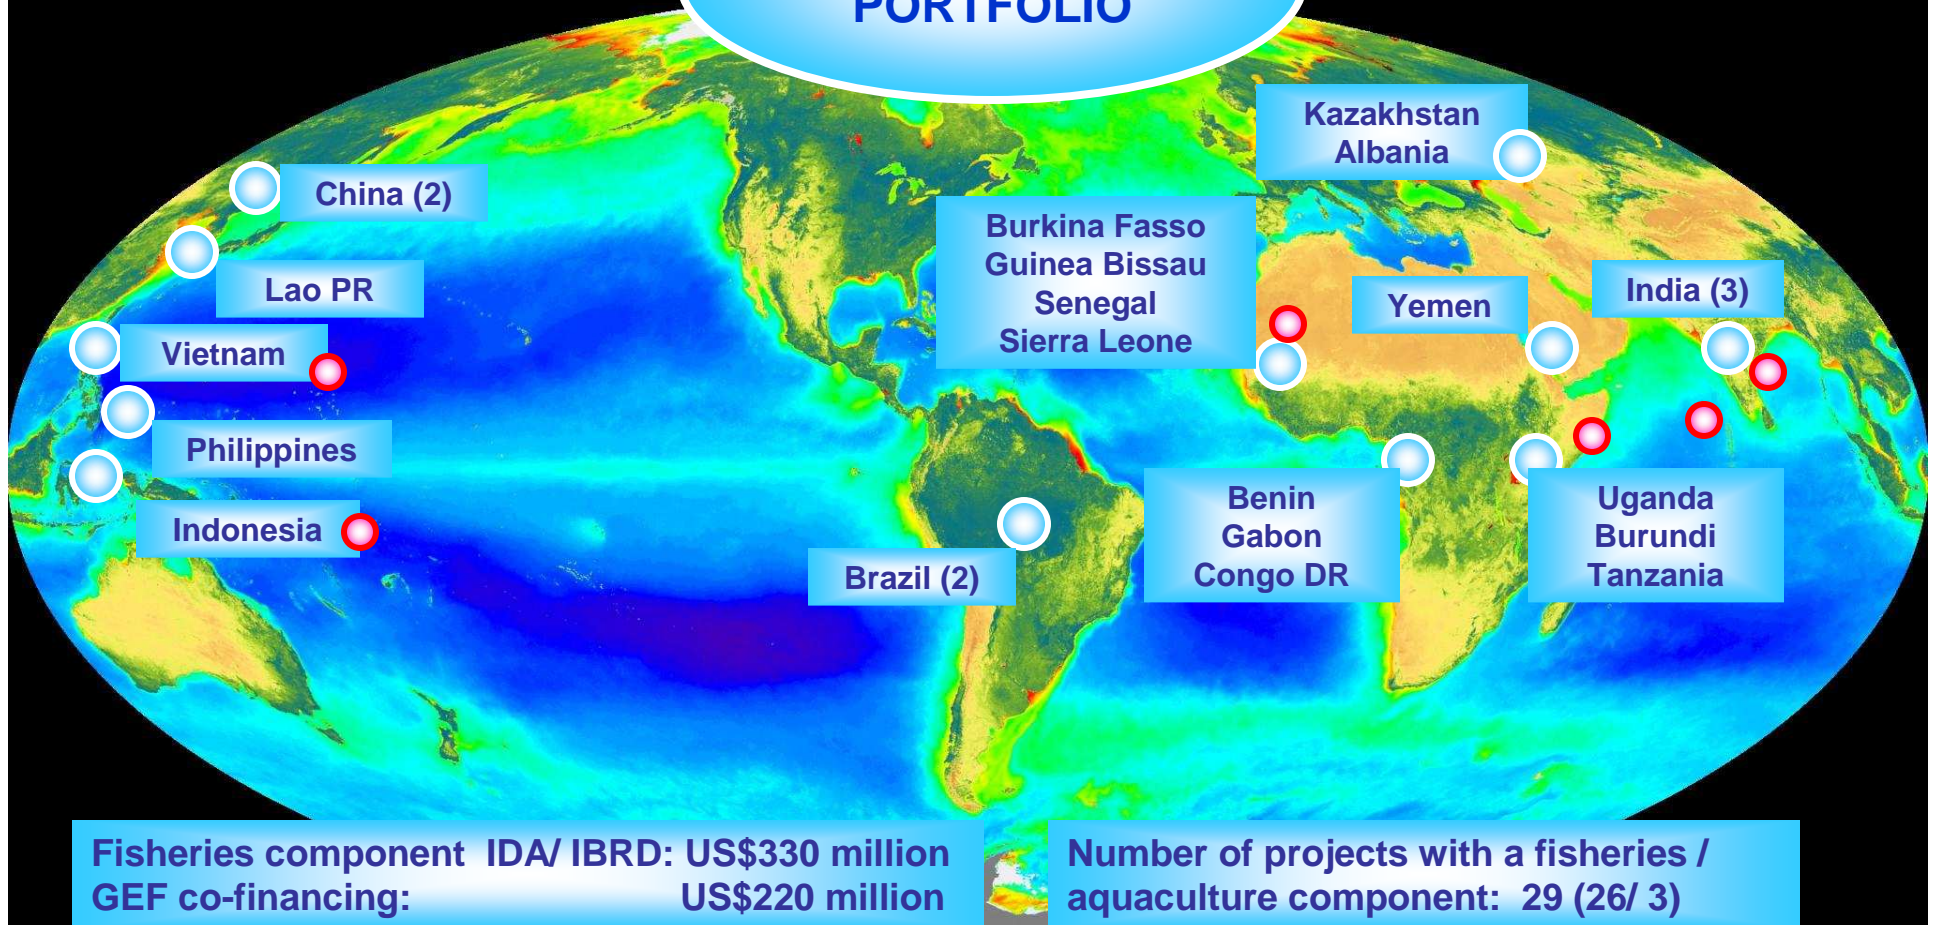 PORTFOLIO
Kazakhstan
Albania
China (2)
Burkina Fasso
Guinea Bissau
Senegal
Sierra Leone
Lao PR
Yemen
India (3)
Vietnam
Philippines
Indonesia
Brazil (2)
Benin
Gabon
Congo DR
Uganda
Burundi
Tanzania
Fisheries component IDA/ IBRD: US$330 million
GEF co-financing: US$220 million
Number of projects with a fisheries /
aquaculture component: 29 (26/ 3)